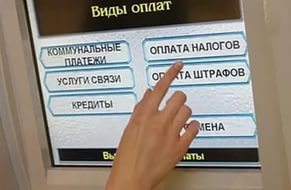 Виды оплат
КОММУНАЛЬНЫЕ
ПЛАТЕЖИ
ОПЛАТА НАЛОГОВ
УСЛУГИ СВЯЗИ
ОПЛАТА ШТРАФОВ
КРЕДИТЫ